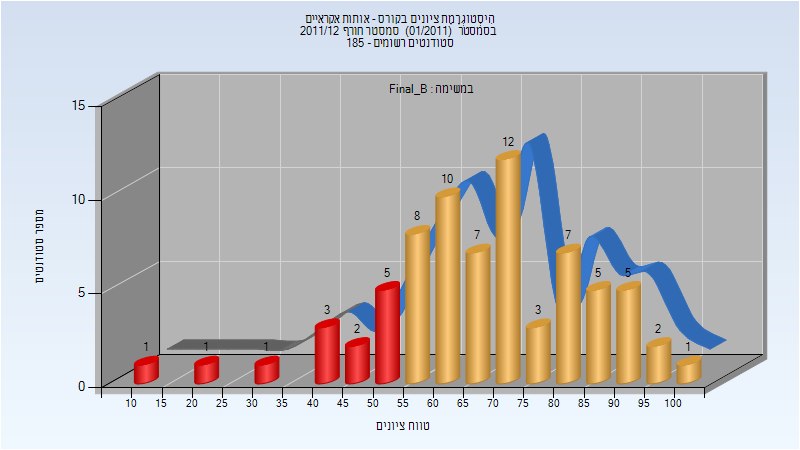 היסטוגרמת ציונים בקורס - אותות אקראיים
בסמסטר (01/2011) סמסטר חורף 2011/12
סטודנטים רשומים - 185
במשימה : Final_B
מספר סטודנטים
15
10
5
0
1 1 1 3 2 5 8 10 7 12 3 7 5 5 2 1
10 15 20 25 30 35 40 45 50 55 60 65 70 75 80 85 90 95 100
טווח ציונים